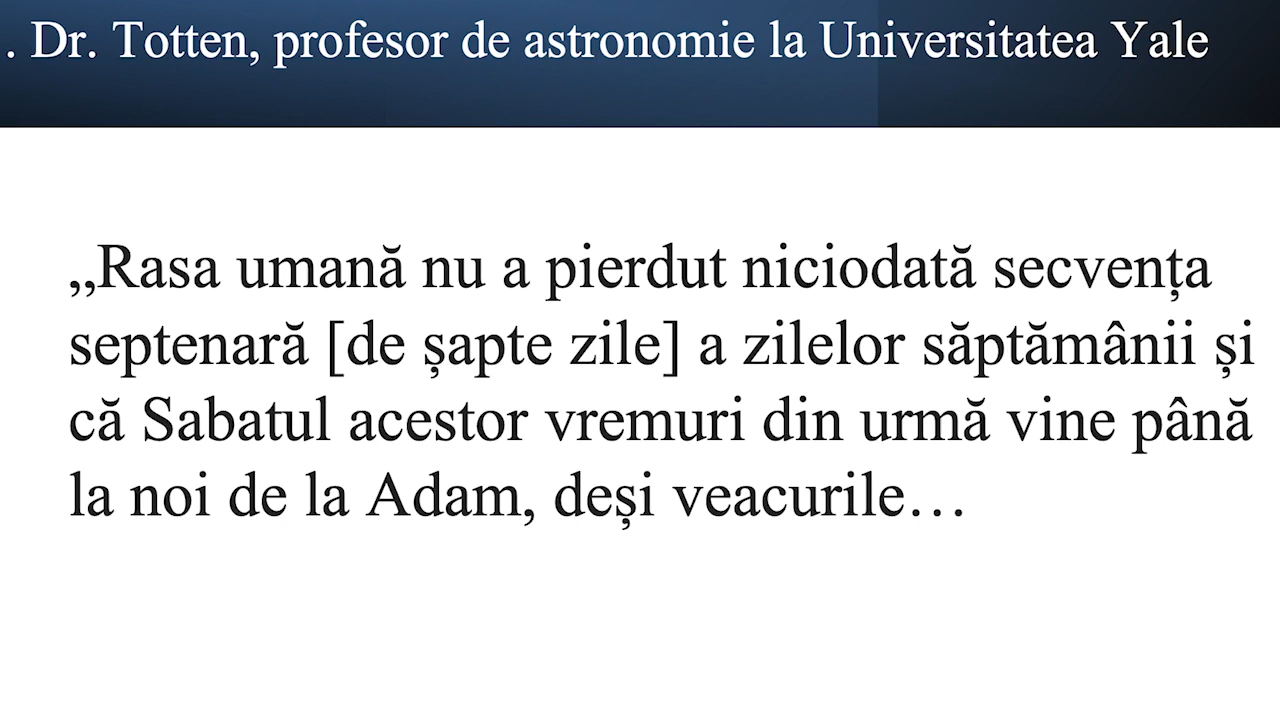 . Dr. Totten, profesor de astronomie la Universitatea Yale
„Rasa umană nu a pierdut niciodată secvența
septenară [de șapte zile] a zilelor săptămânii și
că Sabatul acestor vremuri din urmă vine până
la noi de la Adam, deși veacurile…